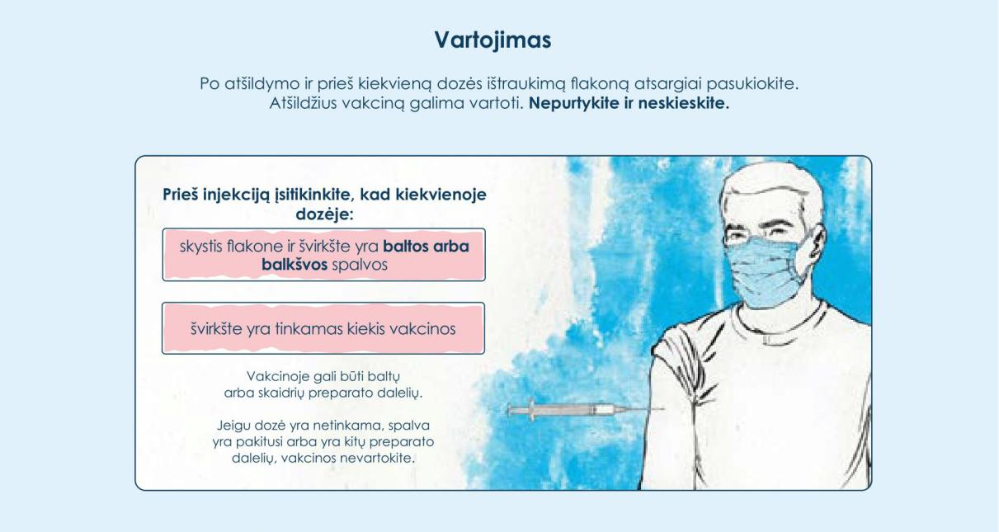 Vartojimas
Po atšildymo ir prieš kiekvieną dozės ištraukimą flakoną atsargiai pasukiokite.
Atšildžius vakciną galima vartoti. Nepurtykite ir neskieskite.
Prieš injekciją įsitikinkite, kad kiekvienoje
dozėje:
skystis flakone ir švirkšte yra baltos arba
balkšvos spalvos
švirkšte yra tinkamas kiekis vakcinos
Vakcinoje gali būti baltų
arba skaidrių preparato dalelių.
Jeigu dozė yra netinkama, spalva
yra pakitusi arba yra kitų preparato
dalelių, vakcinos nevartokite.